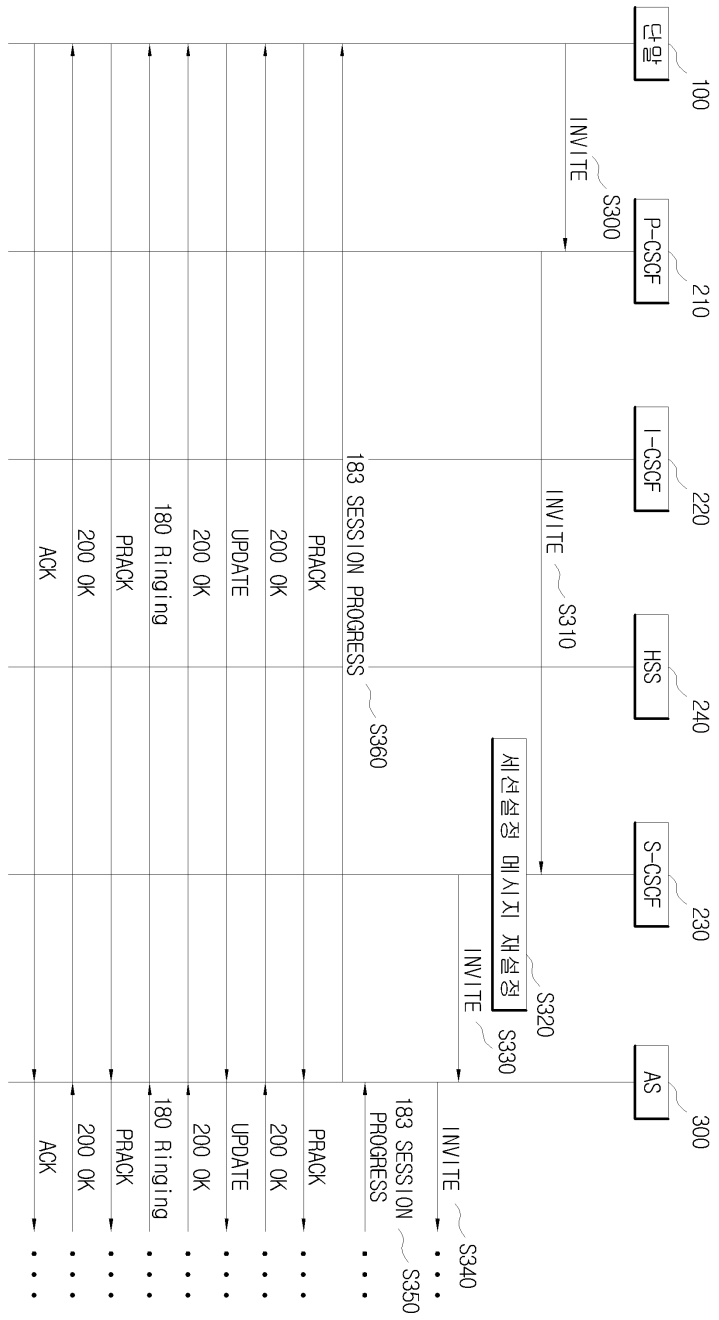 단말
100
P-CSCF
210
I-CSCF
220
HSS
240
S-CSCF
230
AS
300
INVITE
S300
INVITE
S310
세션설정 메시지 재설정
S320
INVITE
S330
INVITE
S340
183 SESSION
PROGRESS
S350
183 SESSION PROGRESS
S360
PRACK
PRACK
200 OK
200 OK
UPDATE
UPDATE
200 OK
200 OK
180 Ringing
180 Ringing
PRACK
PRACK
200 OK
200 OK
ACK
ACK